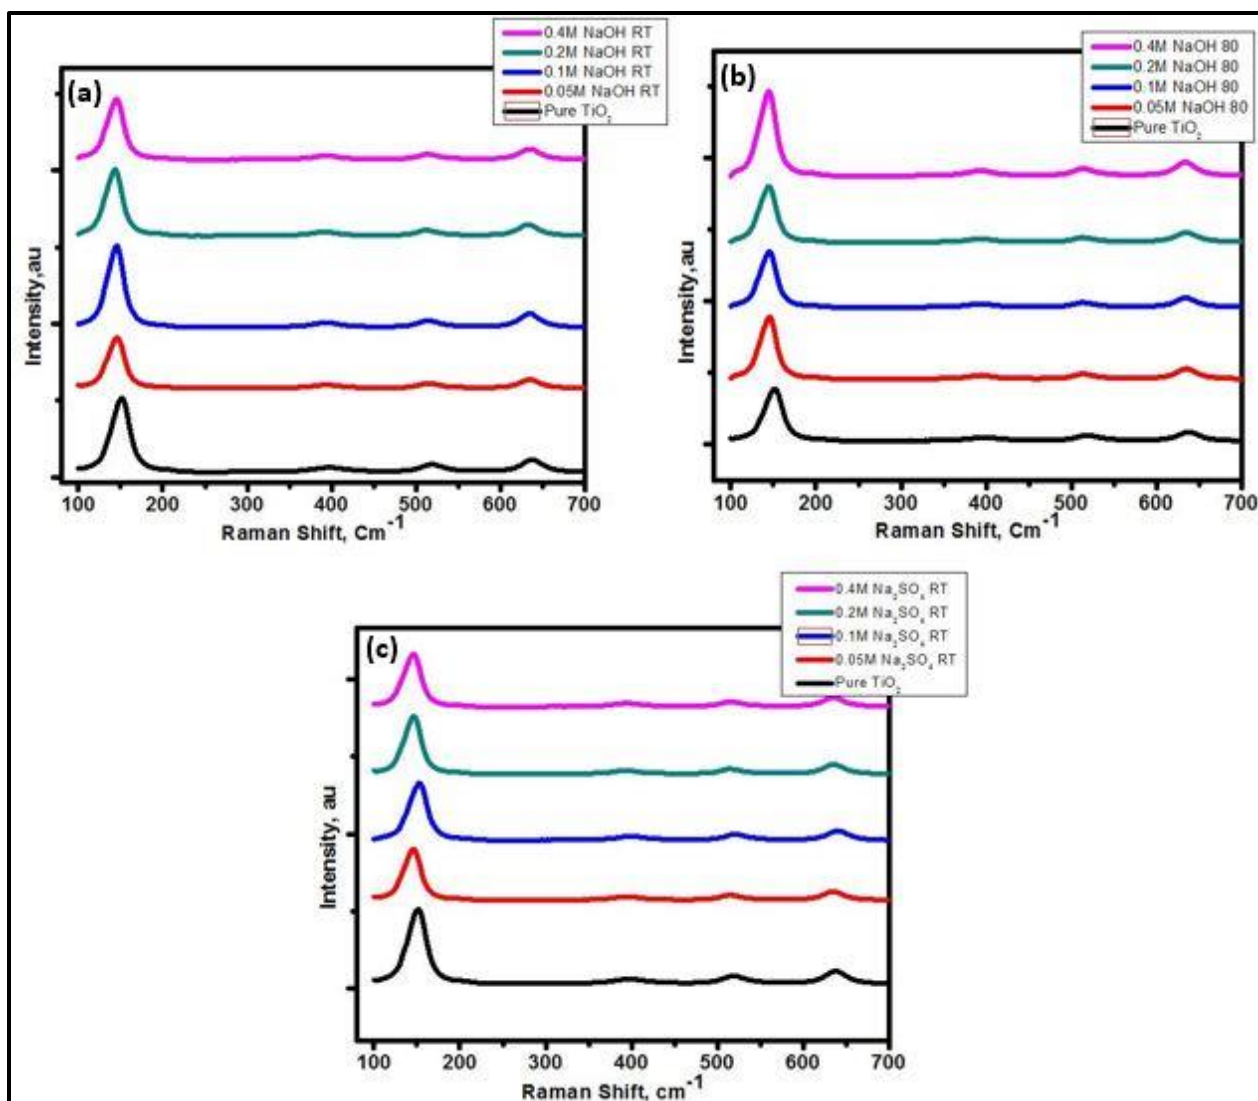 (a)
0.4M NaOH RT
0.2M NaOH RT
0.1M NaOH RT
0.05M NaOH RT
Pure TiO₂
Intensity,au
100 200 300 400 500 600 700
Raman Shift, Cm⁻¹
(b)
0.4M NaOH 80
0.2M NaOH 80
0.1M NaOH 80
0.05M NaOH 80
Pure TiO₂
Intensity,au
100 200 300 400 500 600 700
Raman Shift, Cm⁻¹
(c)
0.4M Na₂SO₄ RT
0.2M Na₂SO₄ RT
0.1M Na₂SO₄ RT
0.05M Na₂SO₄ RT
Pure TiO₂
Intensity, au
100 200 300 400 500 600 700
Raman Shift, cm⁻¹